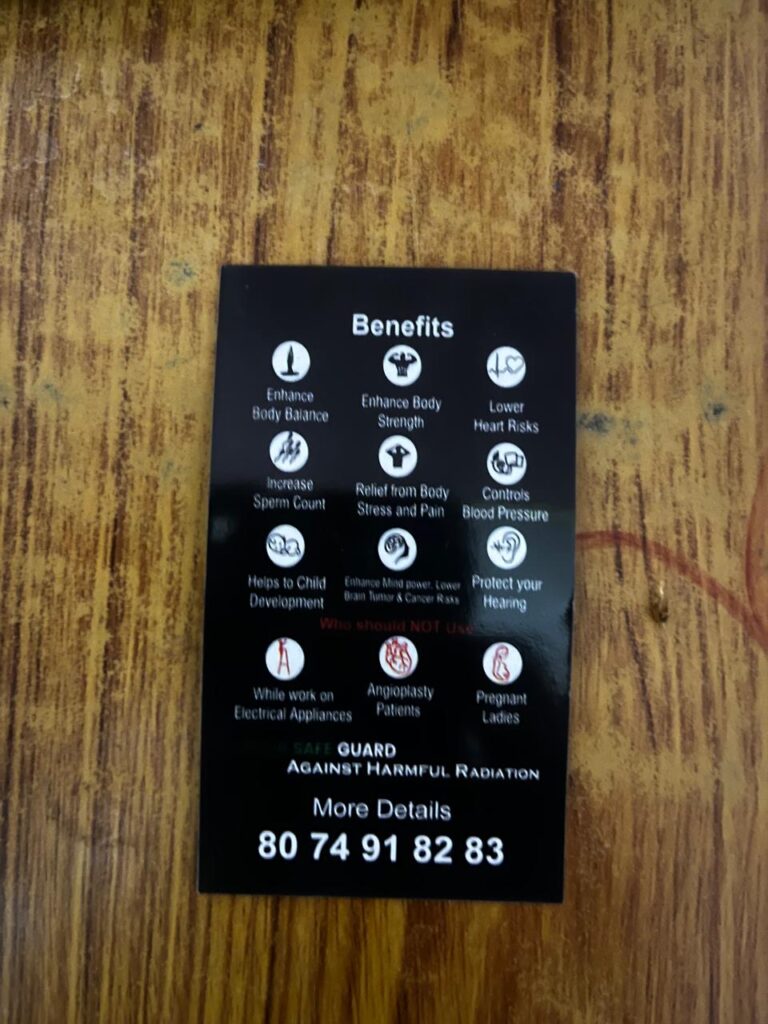 Benefits
Enhance
Body Balance
Enhance Body
Strength
Lower
Heart Risks
Increase
Sperm Count
Relief from Body
Stress and Pain
Controls
Blood Pressure
Helps to Child
Development
Enhance Mind power, Lower
Brain Tumor & Cancer Risks
Protect your
Hearing
Who should NOT Use
While work on
Electrical Appliances
Angioplasty
Patients
Pregnant
Ladies
SAFE GUARD
AGAINST HARMFUL RADIATION
More Details
80 74 91 82 83